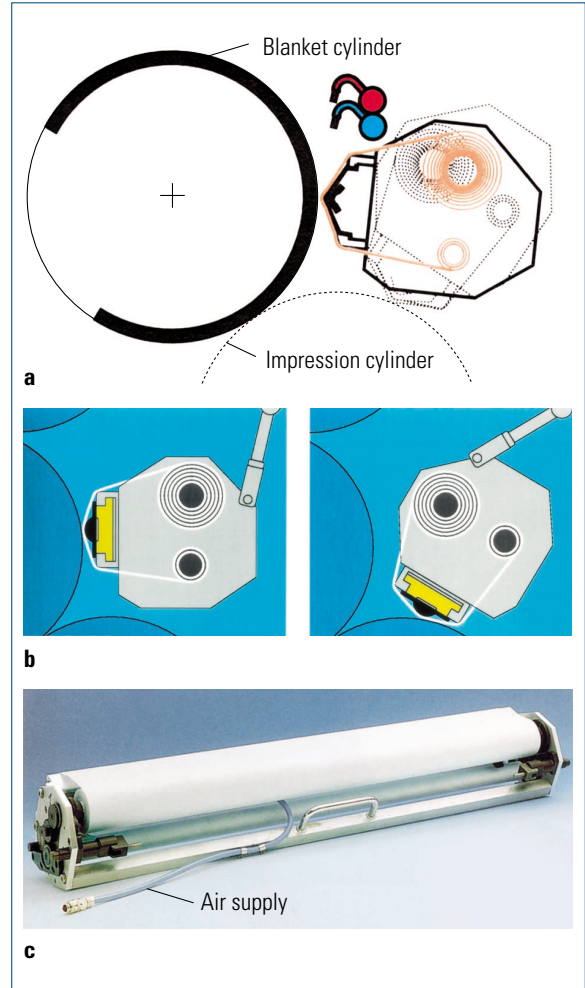 Blanket cylinder
Impression cylinder
a
b
Air supply
c